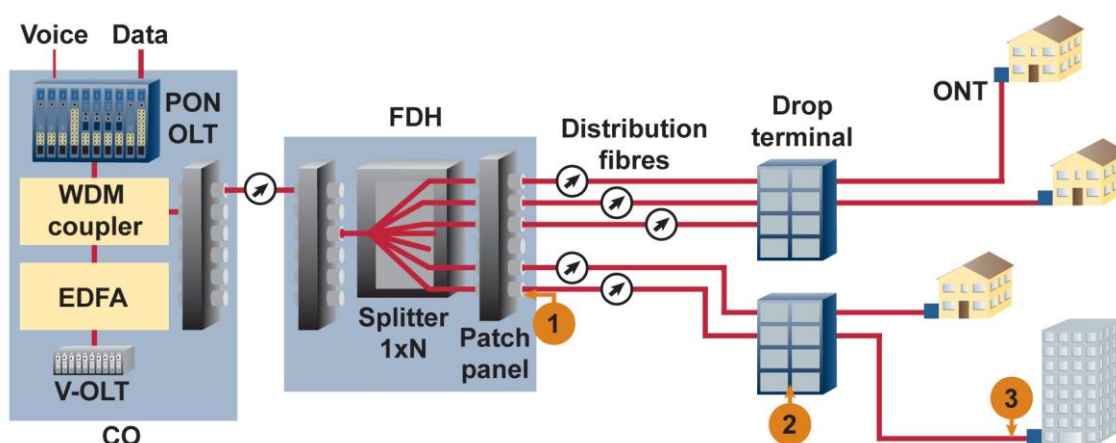 Voice
Data
PON
OLT
WDM
coupler
EDFA
V-OLT
CO
FDH
Splitter
1xN
Patch
panel
1
Distribution
fibres
Drop
terminal
2
ONT
3